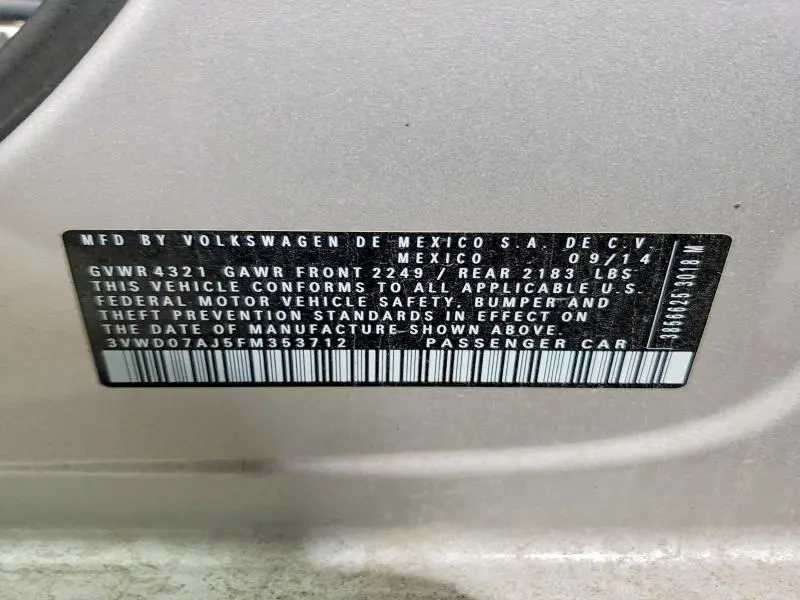 MFD BY VOLKSWAGEN DE MEXICO S.A. DE C.V.
MEXICO 09/14
GVWR 4321 GAWR FRONT 2249 / REAR 2183 LBS
THIS VEHICLE CONFORMS TO ALL APPLICABLE U.S.
FEDERAL MOTOR VEHICLE SAFETY, BUMPER AND
THEFT PREVENTION STANDARDS IN EFFECT ON
THE DATE OF MANUFACTURE SHOWN ABOVE.
3VWD07AJ5FM353712 PASSENGER CAR
3856625 3018 M